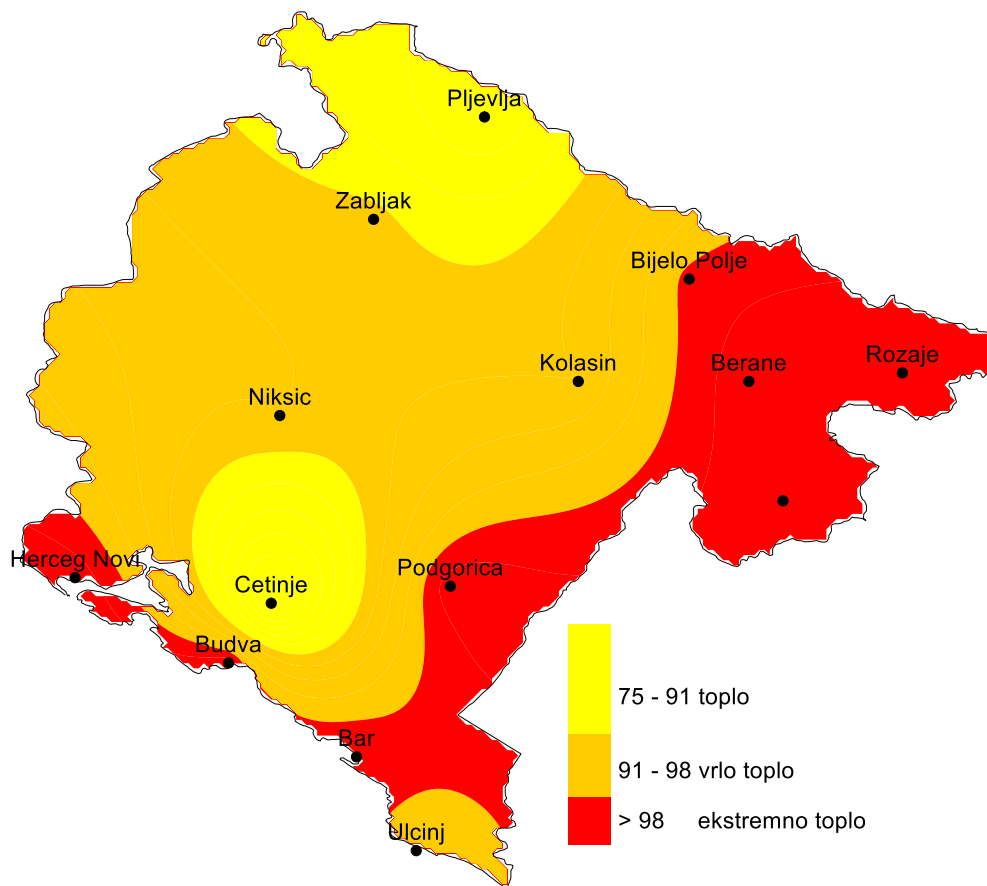 Pljevlja
Zabljak
Bijelo Polje
Kolasin
Berane
Rozaje
Niksic
Herceg Novi
Podgorica
Cetinje
Budva
Bar
Ulcinj
75 - 91 toplo
91 - 98 vrlo toplo
> 98 ekstremno toplo